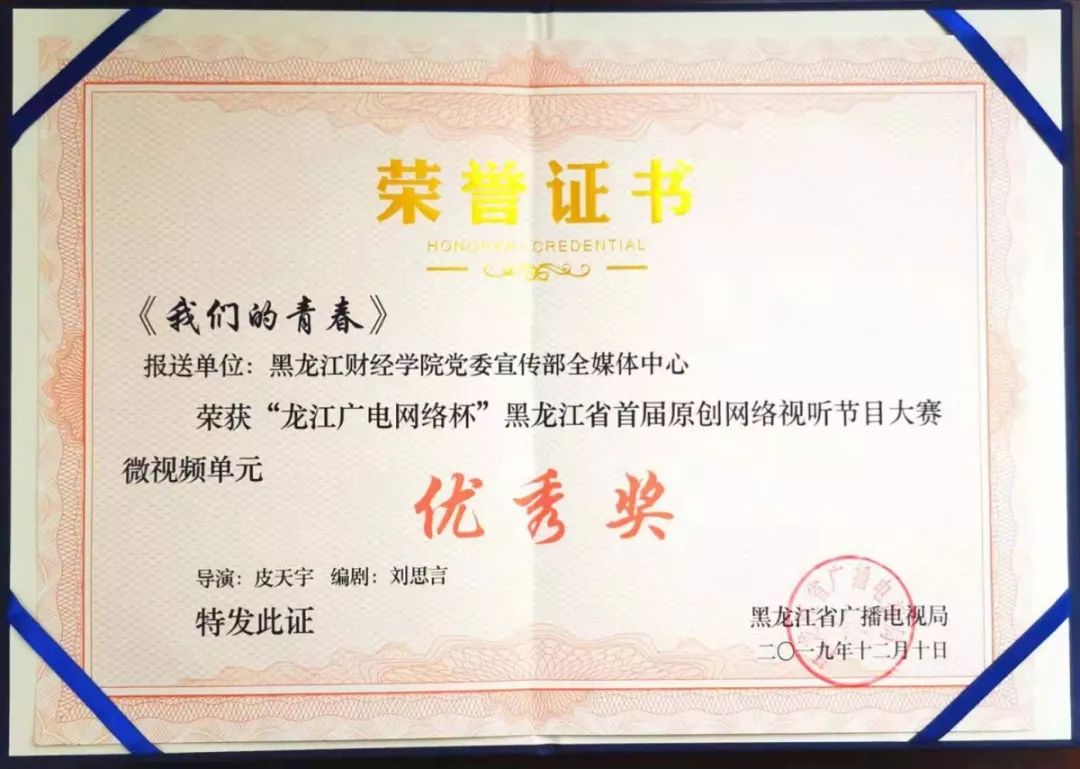 荣誉证书
HONORARY CREDENTIAL
《我们的青春》
报送单位：黑龙江财经学院党委宣传部全媒体中心
荣获“龙江广电网络杯”黑龙江省首届原创网络视听节目大赛
微视频单元
优秀奖
导演：皮天宇 编剧：刘思言
特发此证
黑龙江省广播电视局
二〇一九年十二月十日